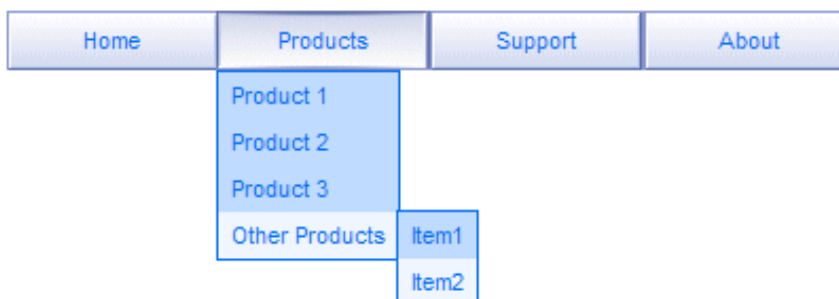 Home Products Support About
Product 1
Product 2
Product 3
Other Products Item1
Item2